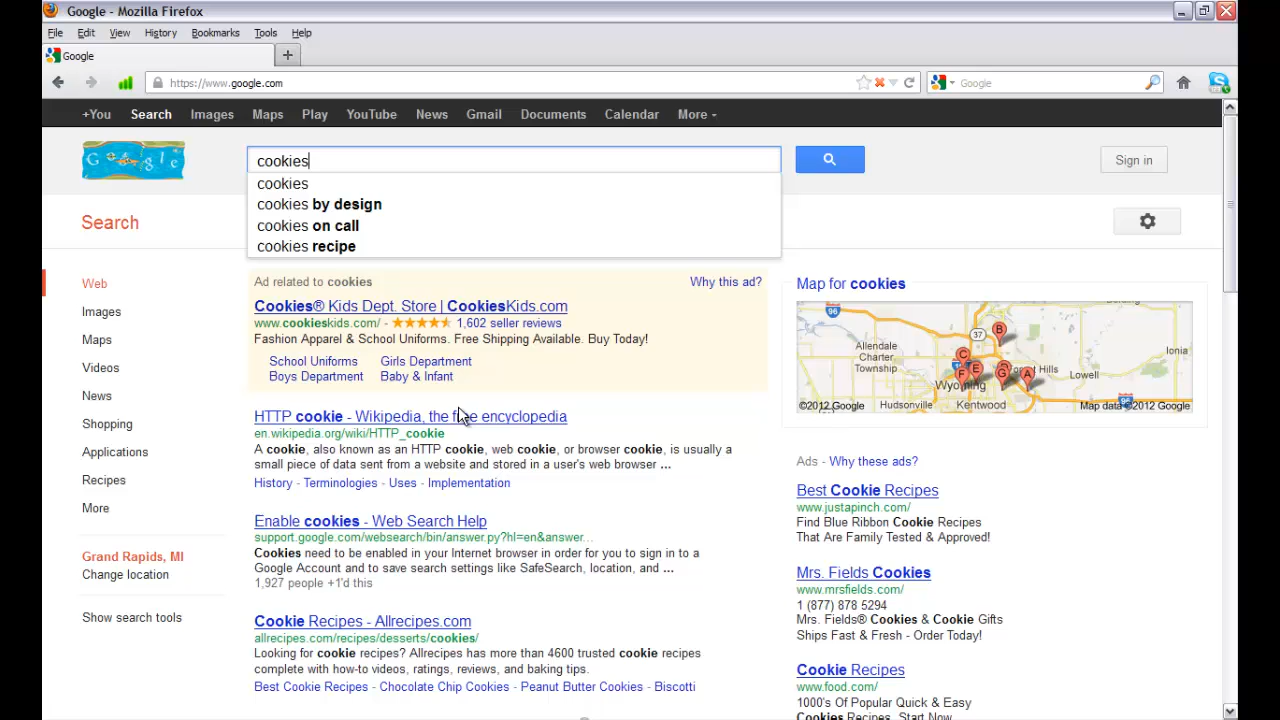 Google - Mozilla Firefox
File Edit View History Bookmarks Tools Help
Google
https://www.google.com
Google
+You Search Images Maps Play YouTube News Gmail Documents Calendar More
Google
cookies
Sign in
cookies
cookies by design
cookies on call
cookies recipe
Search
Web
Images
Maps
Videos
News
Shopping
Applications
Recipes
More
Grand Rapids, MI
Change location
Show search tools
Ad related to cookies
Why this ad?
Cookies® Kids Dept. Store | CookiesKids.com
www.cookieskids.com/ - 1,602 seller reviews
Fashion Apparel & School Uniforms. Free Shipping Available. Buy Today!
School Uniforms Girls Department
Boys Department Baby & Infant
HTTP cookie - Wikipedia, the free encyclopedia
en.wikipedia.org/wiki/HTTP_cookie
A cookie, also known as an HTTP cookie, web cookie, or browser cookie, is usually a
small piece of data sent from a website and stored in a user's web browser ...
History - Terminologies - Uses - Implementation
Enable cookies - Web Search Help
support.google.com/websearch/bin/answer.py?hl=en&answer...
Cookies need to be enabled in your Internet browser in order for you to sign in to a
Google Account and to save search settings like SafeSearch, location, and ...
1,927 people +1'd this
Cookie Recipes - Allrecipes.com
allrecipes.com/recipes/desserts/cookies/
Looking for cookie recipes? Allrecipes has more than 4600 trusted cookie recipes
complete with how-to videos, ratings, reviews, and baking tips.
Best Cookie Recipes - Chocolate Chip Cookies - Peanut Butter Cookies - Biscotti
Map for cookies
96
37
B
96
Allendale
Charter
Township
Ionia
C
Lowell
F E G A
Wyoming
Hudsonville Kentwood
©2012 Google
Map data ©2012 Google
Ads - Why these ads?
Best Cookie Recipes
www.justapinch.com/
Find Blue Ribbon Cookie Recipes
That Are Family Tested & Approved!
Mrs. Fields Cookies
www.mrsfields.com/
1 (877) 878 5294
Mrs. Fields® Cookies & Cookie Gifts
Ships Fast & Fresh - Order Today!
Cookie Recipes
www.food.com/
1000's Of Popular Quick & Easy
Cookies Recipes. Start Now